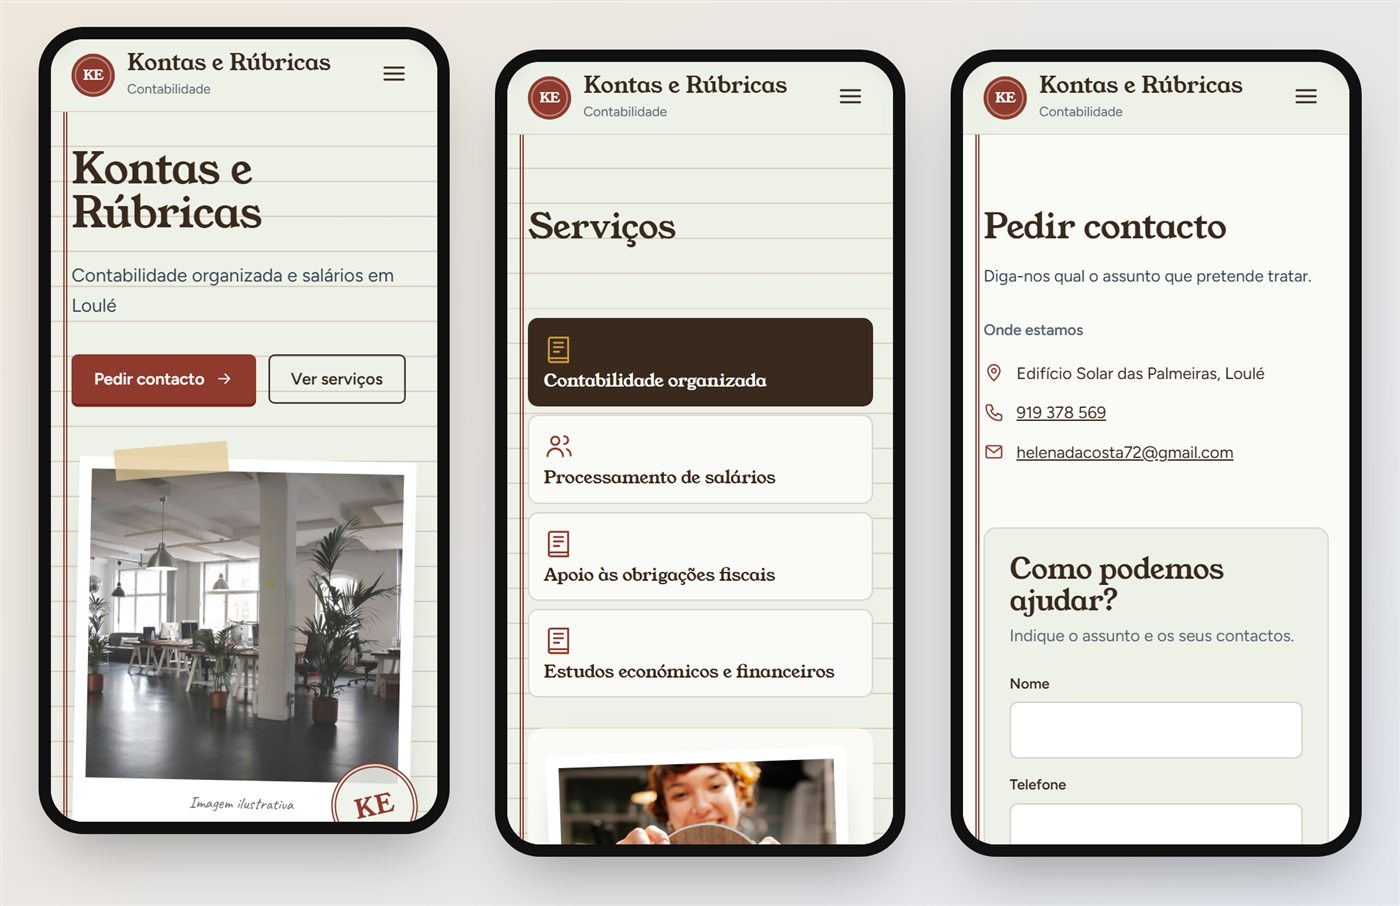 KE
Kontas e Rúbricas
Contabilidade
Kontas e
Rúbricas
Contabilidade organizada e salários em
Loulé
Pedir contacto →
Ver serviços
Imagem ilustrativa
KE
KE
Kontas e Rúbricas
Contabilidade
Serviços
Contabilidade organizada
Processamento de salários
Apoio às obrigações fiscais
Estudos económicos e financeiros
KE
Kontas e Rúbricas
Contabilidade
Pedir contacto
Diga-nos qual o assunto que pretende tratar.
Onde estamos
Edifício Solar das Palmeiras, Loulé
919 378 569
helenadacosta72@gmail.com
Como podemos
ajudar?
Indique o assunto e os seus contactos.
Nome
Telefone